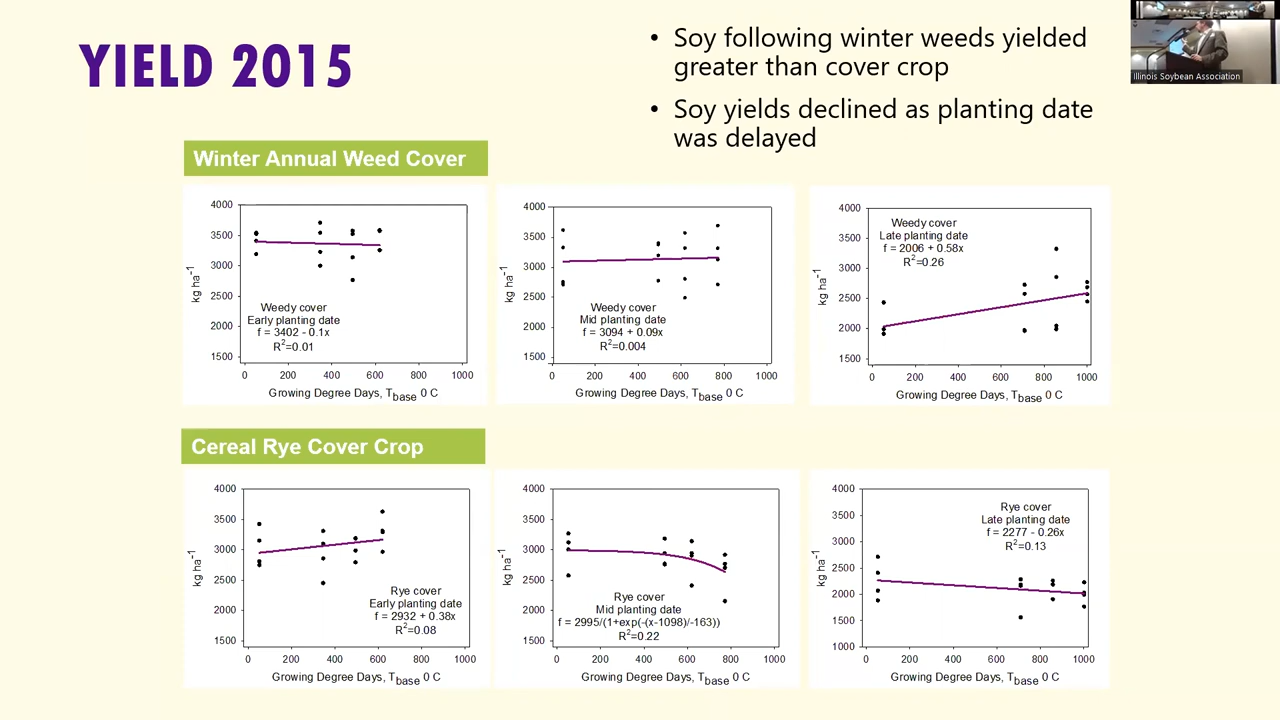 YIELD 2015
• Soy following winter weeds yielded
greater than cover crop
• Soy yields declined as planting date
was delayed
Illinois Soybean Association
Winter Annual Weed Cover
4000
3500
3000
2500
2000
1500
kg ha-1
Weedy cover
Early planting date
f = 3402 - 0.1x
R2=0.01
0 200 400 600 800 1000
Growing Degree Days, Tbase 0 C
4000
3500
3000
2500
2000
1500
kg ha-1
Weedy cover
Mid planting date
f = 3094 + 0.09x
R2=0.004
0 200 400 600 800 1000
Growing Degree Days, Tbase 0 C
4000
3500
3000
2500
2000
1500
kg ha-1
Weedy cover
Late planting date
f = 2006 + 0.58x
R2=0.26
0 200 400 600 800 1000
Growing Degree Days, Tbase 0 C
Cereal Rye Cover Crop
4000
3500
3000
2500
2000
1500
kg ha-1
Rye cover
Early planting date
f = 2932 + 0.38x
R2=0.08
0 200 400 600 800 1000
Growing Degree Days, Tbase 0 C
4000
3500
3000
2500
2000
1500
kg ha-1
Rye cover
Mid planting date
f = 2995/(1+exp(-(x-1098)/-163))
R2=0.22
0 200 400 600 800 1000
Growing Degree Days, Tbase 0 C
4000
3500
3000
2500
2000
1500
1000
kg ha-1
Rye cover
Late planting date
f = 2277 - 0.26x
R2=0.13
0 200 400 600 800 1000
Growing Degree Days, Tbase 0 C